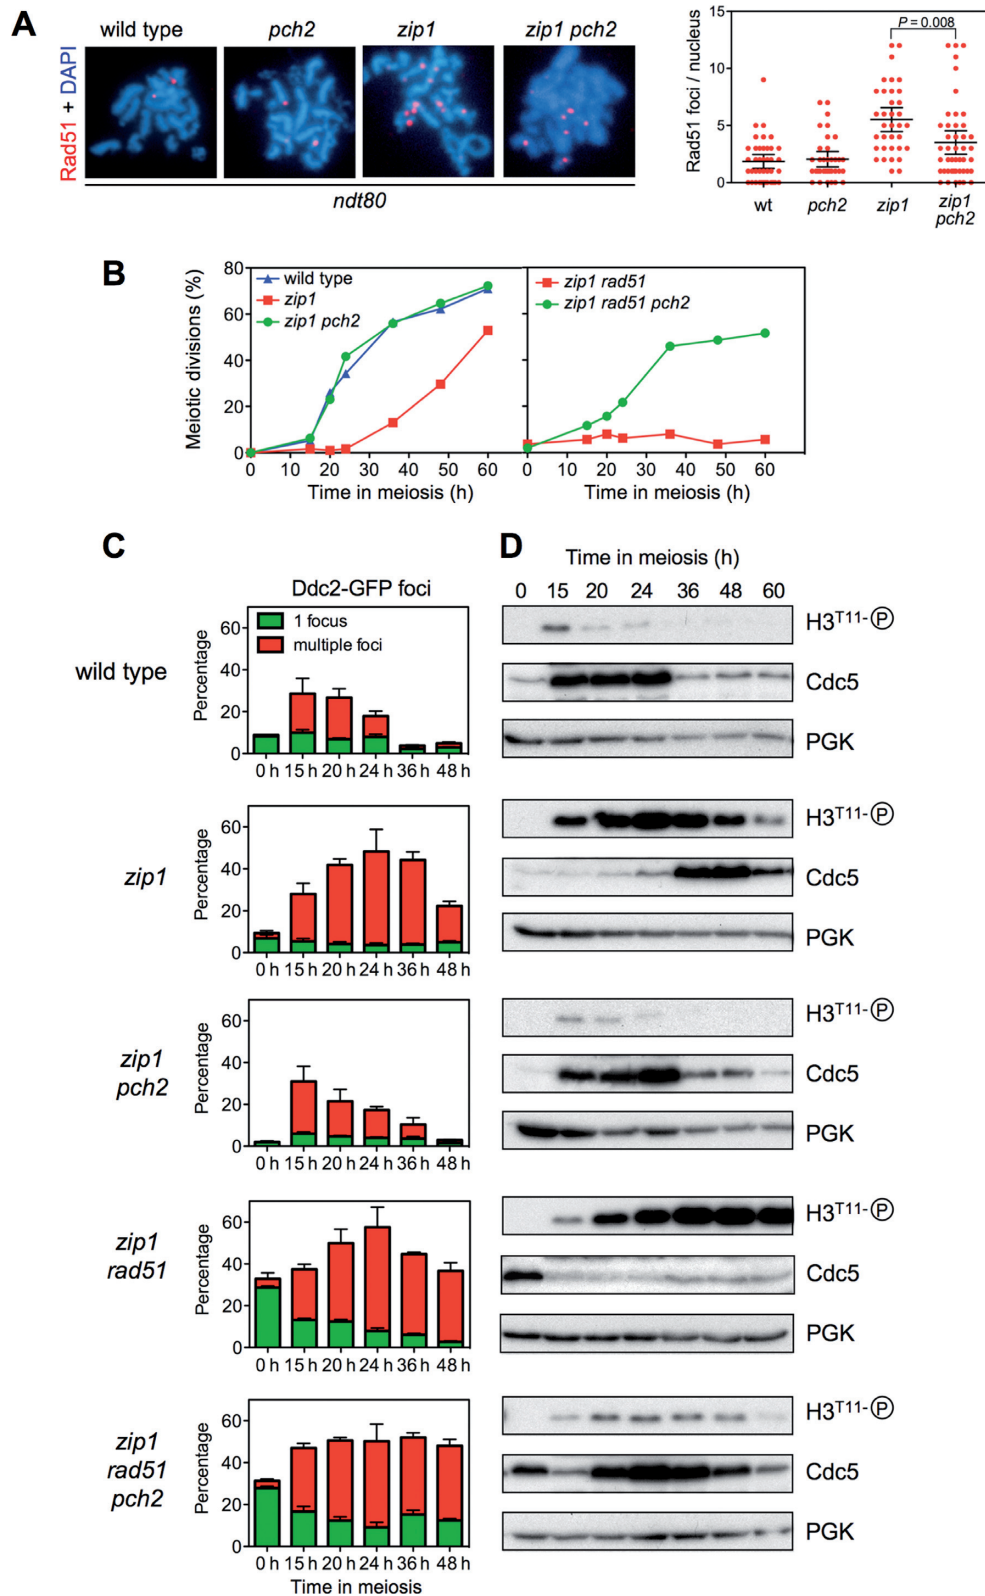 A
wild type pch2 zip1 zip1 pch2
Rad51 + DAPI
ndt80
Rad51 foci / nucleus
15
10
5
0
P = 0.008
wt pch2 zip1 zip1 pch2
B
Meiotic divisions (%)
80
60
40
20
0
wild type
zip1
zip1 pch2
0 10 20 30 40 50 60
Time in meiosis (h)
zip1 rad51
zip1 rad51 pch2
0 10 20 30 40 50 60
Time in meiosis (h)
C
Ddc2-GFP foci
1 focus
multiple foci
wild type
Percentage
60
40
20
0
0 h 15 h 20 h 24 h 36 h 48 h
zip1
Percentage
60
40
20
0
0 h 15 h 20 h 24 h 36 h 48 h
zip1
pch2
Percentage
60
40
20
0
0 h 15 h 20 h 24 h 36 h 48 h
zip1
rad51
Percentage
60
40
20
0
0 h 15 h 20 h 24 h 36 h 48 h
zip1
rad51
pch2
Percentage
60
40
20
0
0 h 15 h 20 h 24 h 36 h 48 h
Time in meiosis
D
Time in meiosis (h)
0 15 20 24 36 48 60
H3T11-P
Cdc5
PGK
H3T11-P
Cdc5
PGK
H3T11-P
Cdc5
PGK
H3T11-P
Cdc5
PGK
H3T11-P
Cdc5
PGK